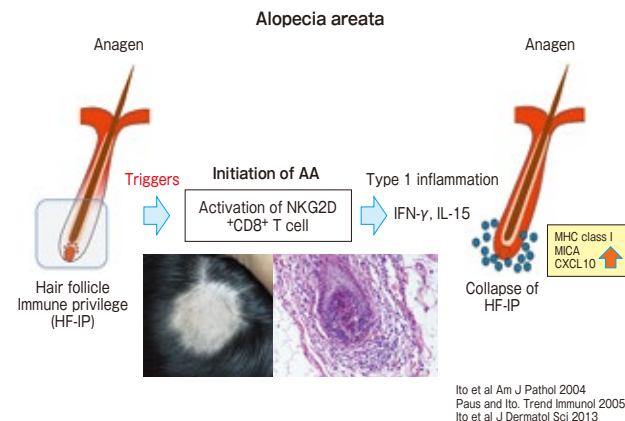 Alopecia areata
Anagen
Anagen
Triggers
Initiation of AA
Activation of NKG2D
+CD8+ T cell
Type 1 inflammation
IFN-γ, IL-15
MHC class I
MICA
CXCL10
Hair follicle
Immune privilege
(HF-IP)
Collapse of
HF-IP
Ito et al Am J Pathol 2004
Paus and Ito. Trend Immunol 2005
Ito et al J Dermatol Sci 2013